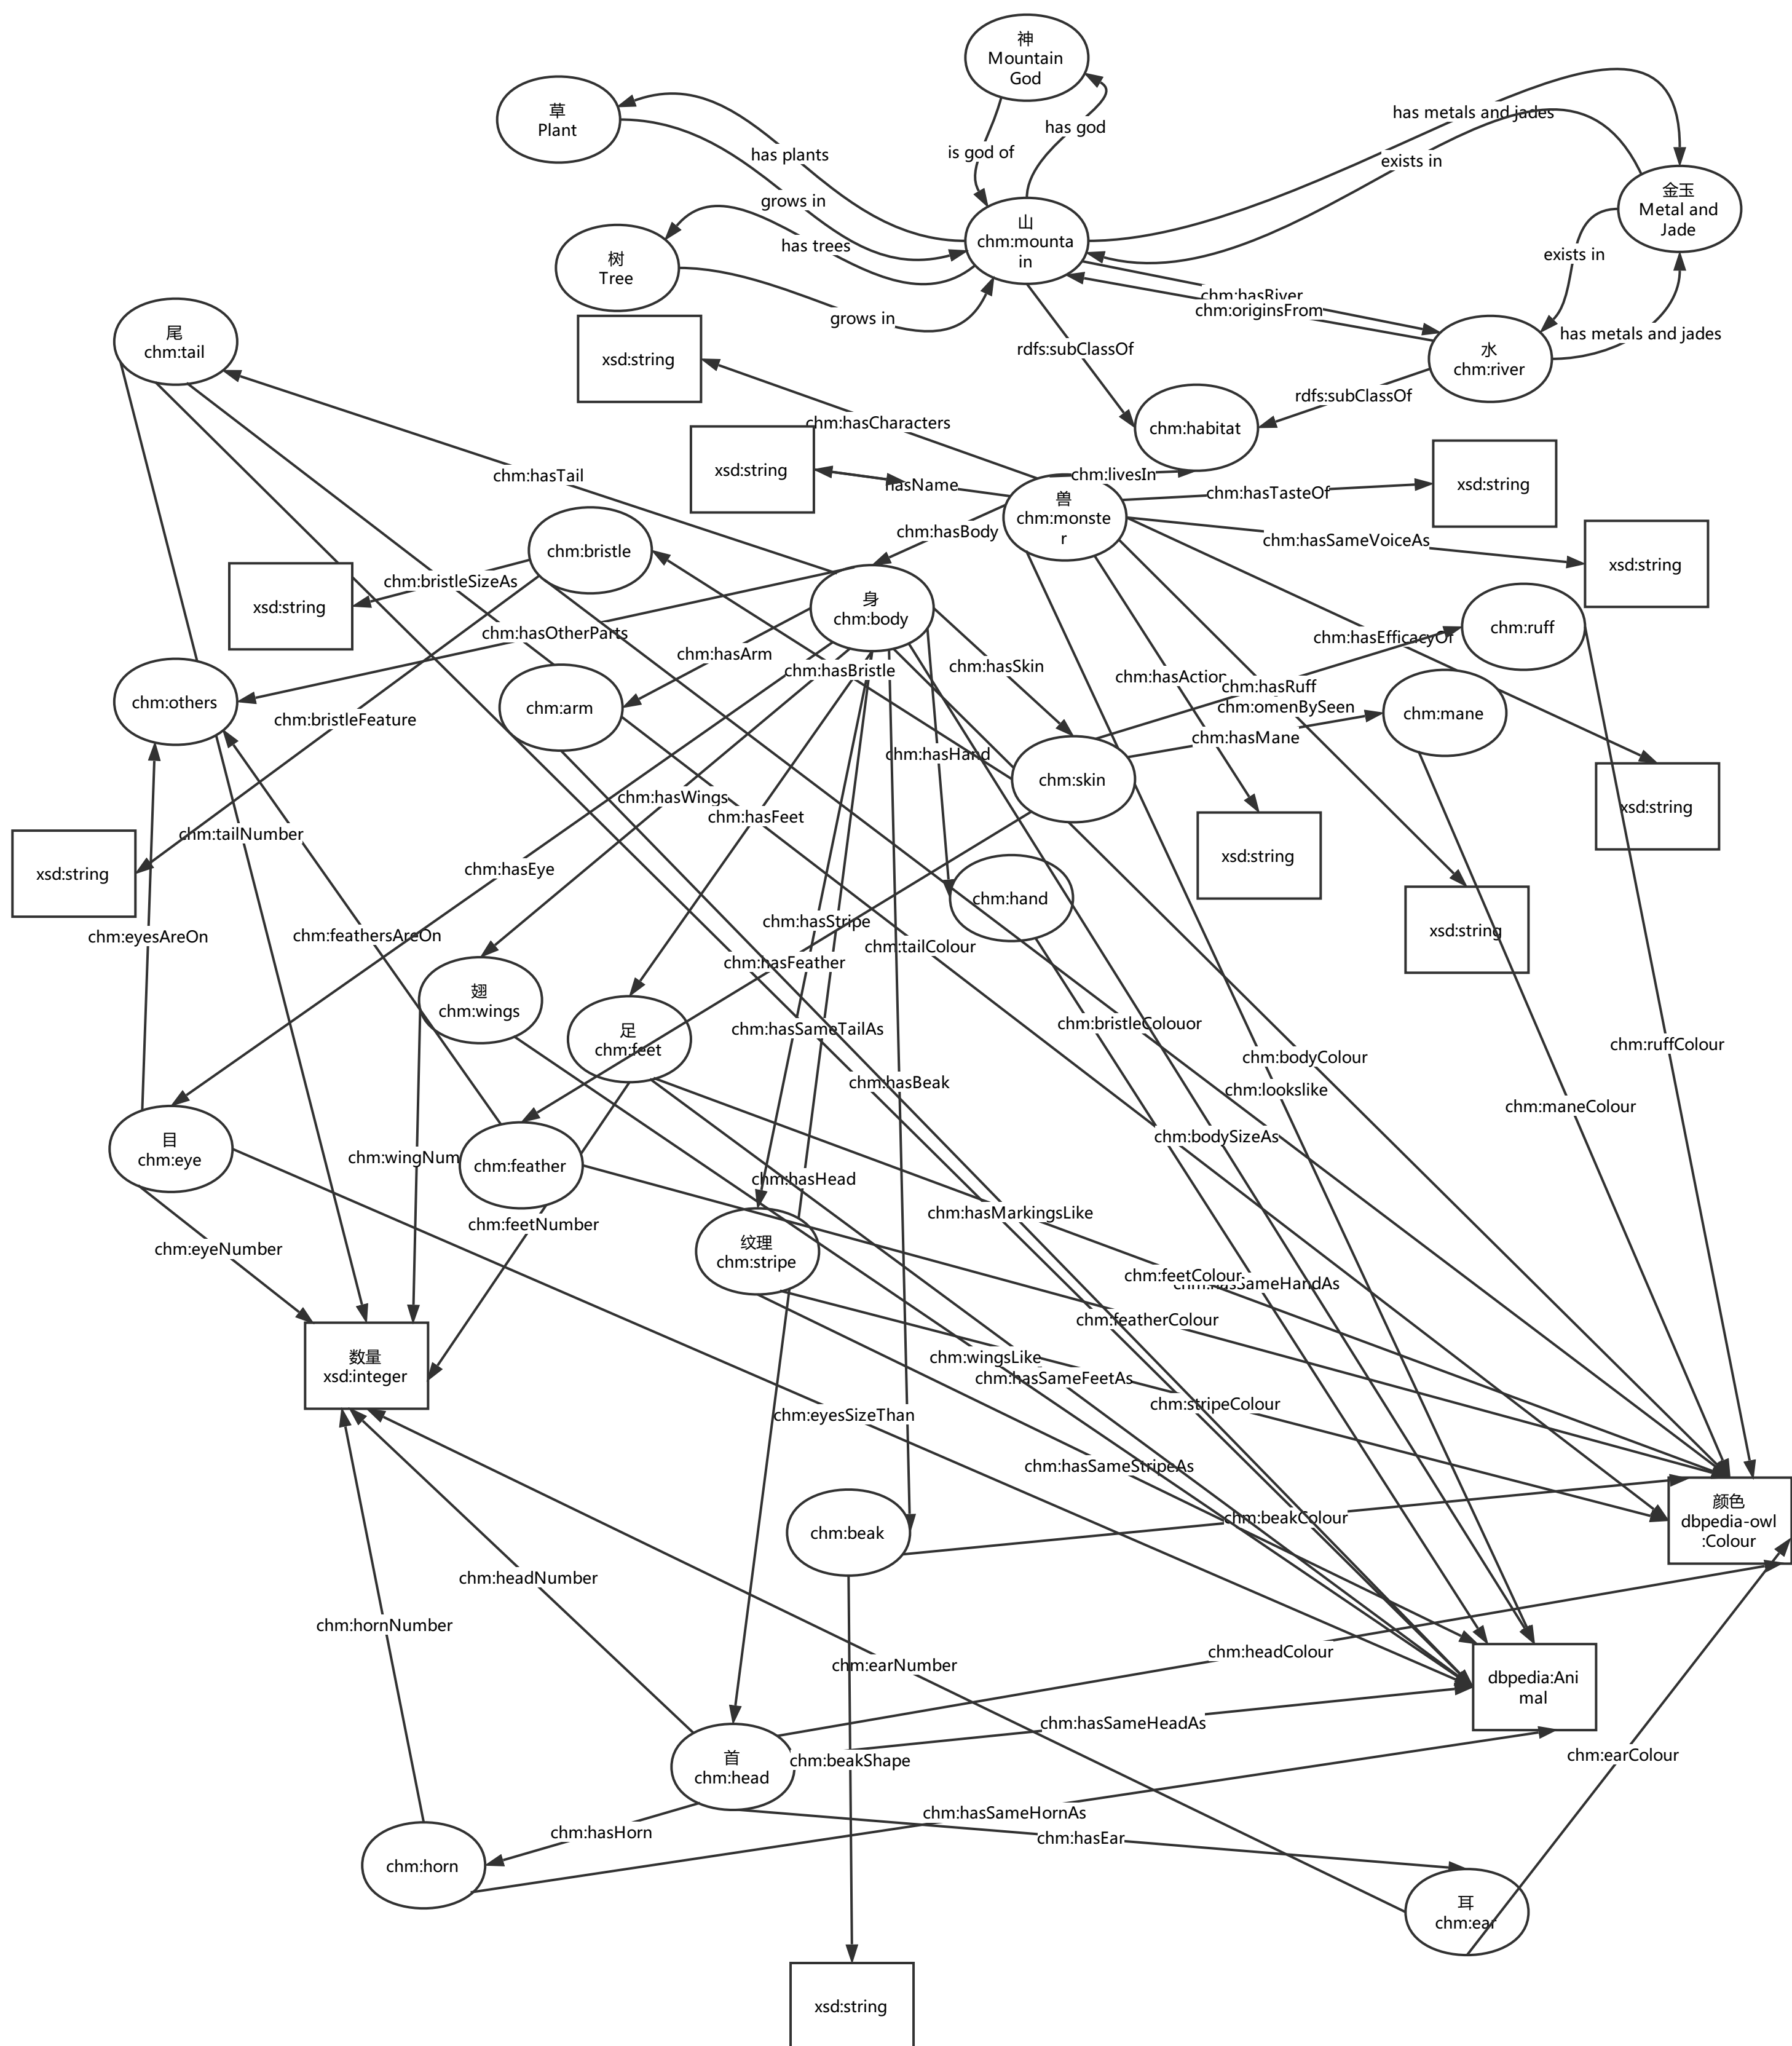 神
Mountain
God
草
Plant
has metals and jades
has god
is god of
has plants
exists in
grows in
金玉
Metal and
Jade
山
chm:mounta
in
has trees
树
Tree
exists in
chm:hasRiver
chm:originsFrom
grows in
has metals and jades
尾
chm:tail
xsd:string
rdfs:subClassOf
水
chm:river
rdfs:subClassOf
chm:hasCharacters
chm:habitat
xsd:string
chm:hasTail
hasName
chm:livesIn
chm:hasTasteOf
xsd:string
兽
chm:monste
r
chm:hasBody
chm:hasSameVoiceAs
chm:bristle
xsd:string
chm:bristleSizeAs
xsd:string
身
chm:body
chm:ruff
chm:hasOtherParts
chm:hasEfficacyOf
chm:hasArm
chm:hasBristle
chm:hasSkin
chm:hasAction
chm:hasRuff
chm:others
chm:arm
chm:omenBySeen
chm:mane
chm:bristleFeature
chm:hasMane
chm:hasHand
chm:skin
chm:hasWings
chm:hasFeet
xsd:string
chm:tailNumber
xsd:string
chm:hasEye
xsd:string
chm:hand
chm:hasStripe
xsd:string
chm:eyesAreOn
chm:feathersAreOn
chm:tailColour
chm:hasFeather
翅
chm:wings
chm:hasSameTailAs
chm:bristleColouor
足
chm:feet
chm:ruffColour
chm:bodyColour
chm:hasBeak
chm:lookslike
chm:maneColour
目
chm:eye
chm:bodySizeAs
chm:wingNum
chm:feather
chm:hasHead
chm:hasMarkingsLike
chm:feetNumber
纹理
chm:stripe
chm:eyeNumber
chm:feetColour
chm:hasSameHandAs
chm:featherColour
数量
xsd:integer
chm:wingsLike
chm:hasSameFeetAs
chm:stripeColour
chm:eyesSizeThan
chm:hasSameStripeAs
颜色
dbpedia-owl
:Colour
chm:beak
chm:beakColour
chm:headNumber
chm:hornNumber
chm:headColour
chm:earNumber
dbpedia:Ani
mal
chm:hasSameHeadAs
chm:earColour
首
chm:head
chm:beakShape
chm:hasSameHornAs
chm:hasHorn
chm:hasEar
chm:horn
耳
chm:ear
xsd:string